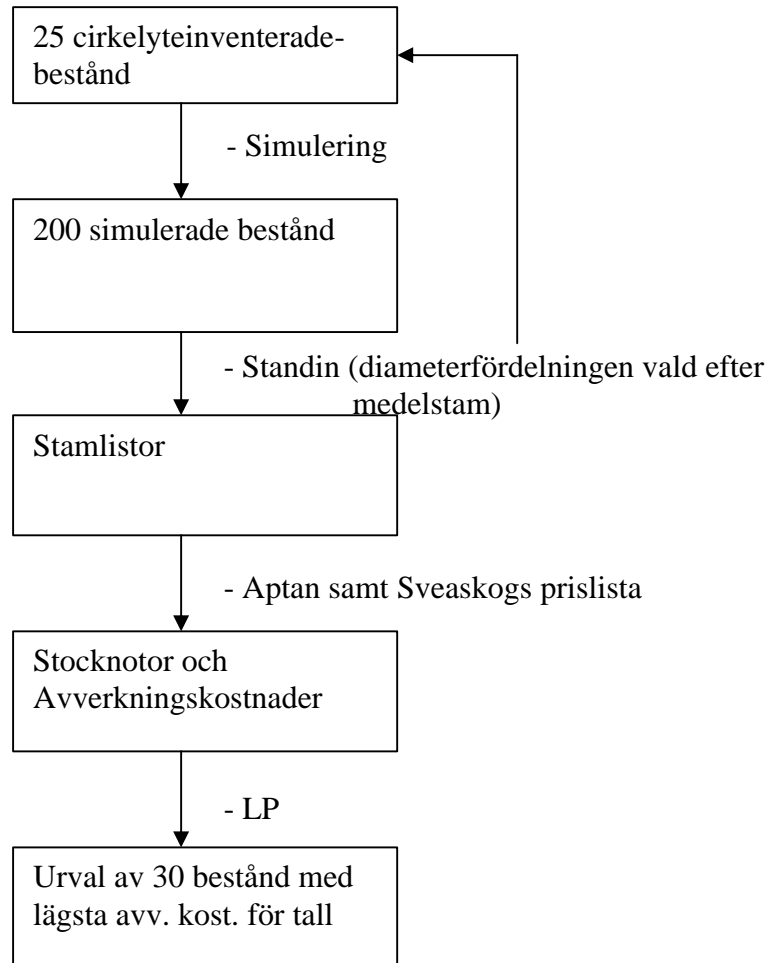 25 cirkelyteinventerade-
bestånd
- Simulering
200 simulerade bestånd
- Standin (diameterfördelningen vald efter
medelstam)
Stamlistor
- Aptan samt Sveaskogs prislista
Stocknotor och
Avverkningskostnader
- LP
Urval av 30 bestånd med
lägsta avv. kost. för tall